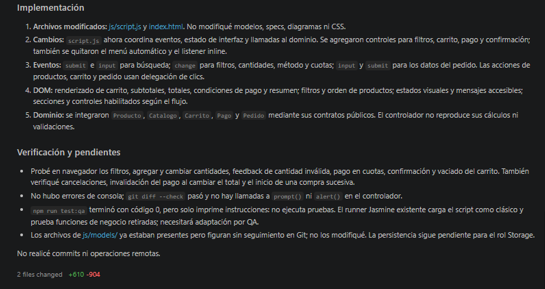 Implementación
1. Archivos modificados: js/script.js y index.html. No modifiqué modelos, specs, diagramas ni CSS.
2. Cambios: script.js ahora coordina eventos, estado de interfaz y llamadas al dominio. Se agregaron controles para filtros, carrito, pago y confirmación;
también se quitaron el menú automático y el listener inline.
3. Eventos: submit e input para búsqueda; change para filtros, cantidades, método y cuotas; input y submit para los datos del pedido. Las acciones de
productos, carrito y pedido usan delegación de clics.
4. DOM: renderizado de carrito, subtotales, totales, condiciones de pago y resumen; filtros y orden de productos; estados visuales y mensajes accesibles;
secciones y controles habilitados según el flujo.
5. Dominio: se integraron Producto, Catalogo, Carrito, Pago y Pedido mediante sus contratos públicos. El controlador no reproduce sus cálculos ni
validaciones.
Verificación y pendientes
• Probé en navegador los filtros, agregar y cambiar cantidades, feedback de cantidad inválida, pago en cuotas, confirmación y vaciado del carrito. También
verifiqué cancelaciones, invalidación del pago al cambiar el total y el inicio de una compra sucesiva.
• No hubo errores de consola; git diff --check pasó y no hay llamadas a prompt() ni alert() en el controlador.
• npm run test:qa terminó con código 0, pero solo imprime instrucciones: no ejecuta pruebas. El runner Jasmine existente carga el script como clásico y
prueba funciones de negocio retiradas; necesitará adaptación por QA.
• Los archivos de js/models/ ya estaban presentes pero figuran sin seguimiento en Git; no los modifiqué. La persistencia sigue pendiente para el rol Storage.
No realicé commits ni operaciones remotas.
2 files changed +610 -904